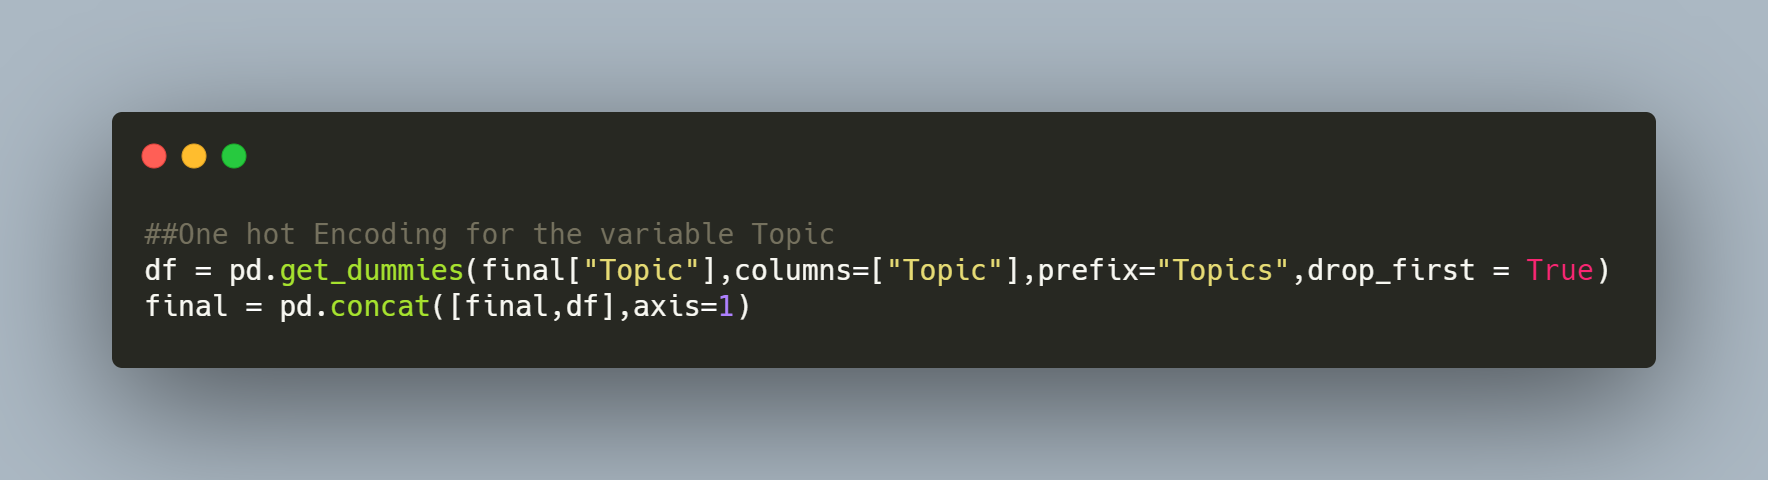 ##One hot Encoding for the variable Topic
df = pd.get_dummies(final["Topic"],columns=["Topic"],prefix="Topics",drop_first = True)
final = pd.concat([final,df],axis=1)